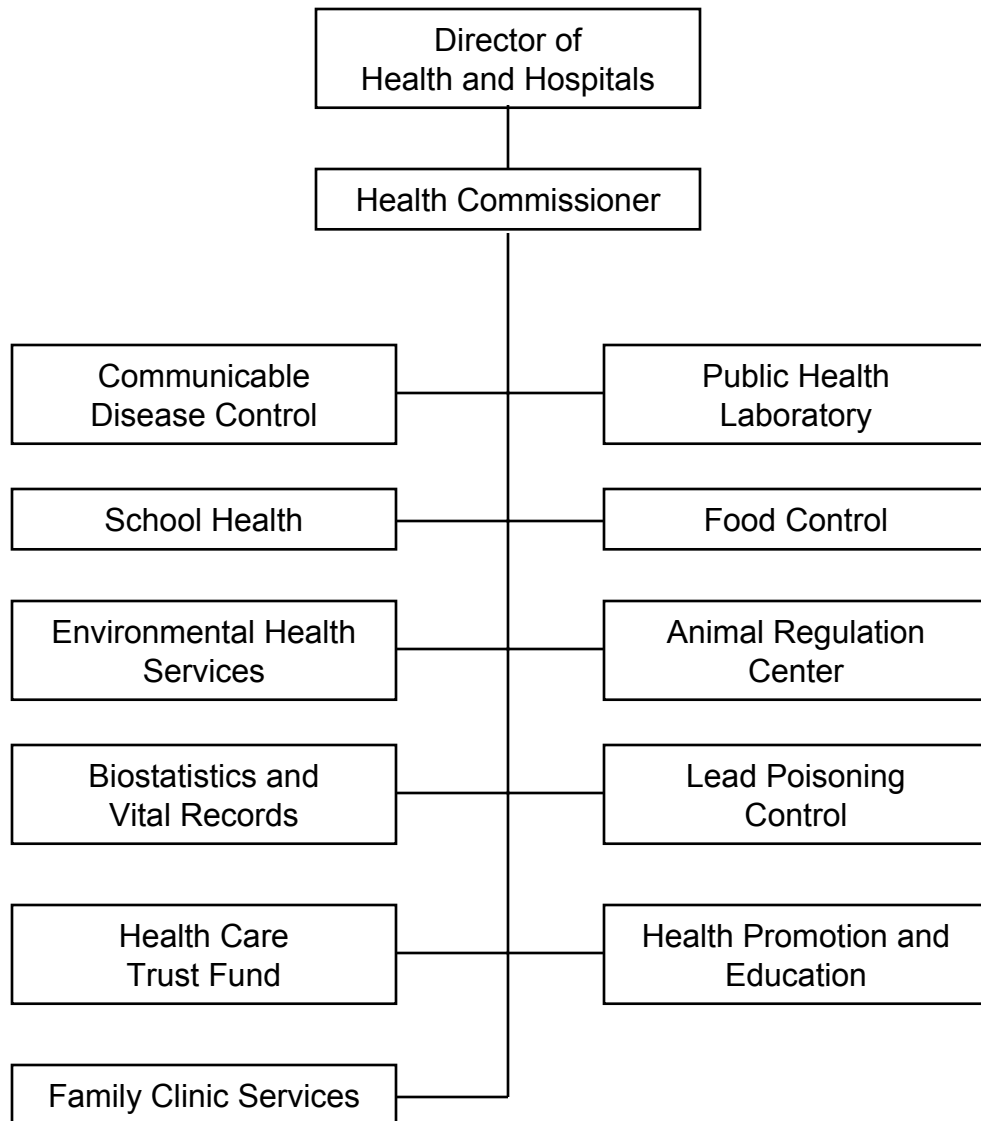 Director of
Health and Hospitals
Health Commissioner
Communicable
Disease Control
Public Health
Laboratory
School Health
Food Control
Environmental Health
Services
Animal Regulation
Center
Biostatistics and
Vital Records
Lead Poisoning
Control
Health Care
Trust Fund
Health Promotion and
Education
Family Clinic Services